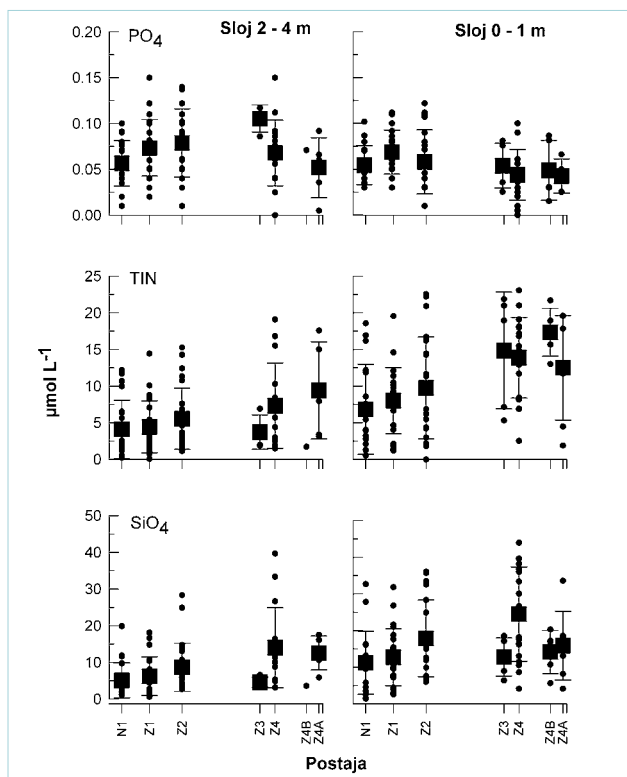 Sloj 2 - 4 m
Sloj 0 - 1 m
PO4
0.20
0.15
0.10
0.05
0.00
TIN
25
20
15
10
5
0
µmol L-1
SiO4
50
40
30
20
10
0
N1 Z1 Z2 Z3 Z4 Z4B Z4A
N1 Z1 Z2 Z3 Z4 Z4B Z4A
Postaja